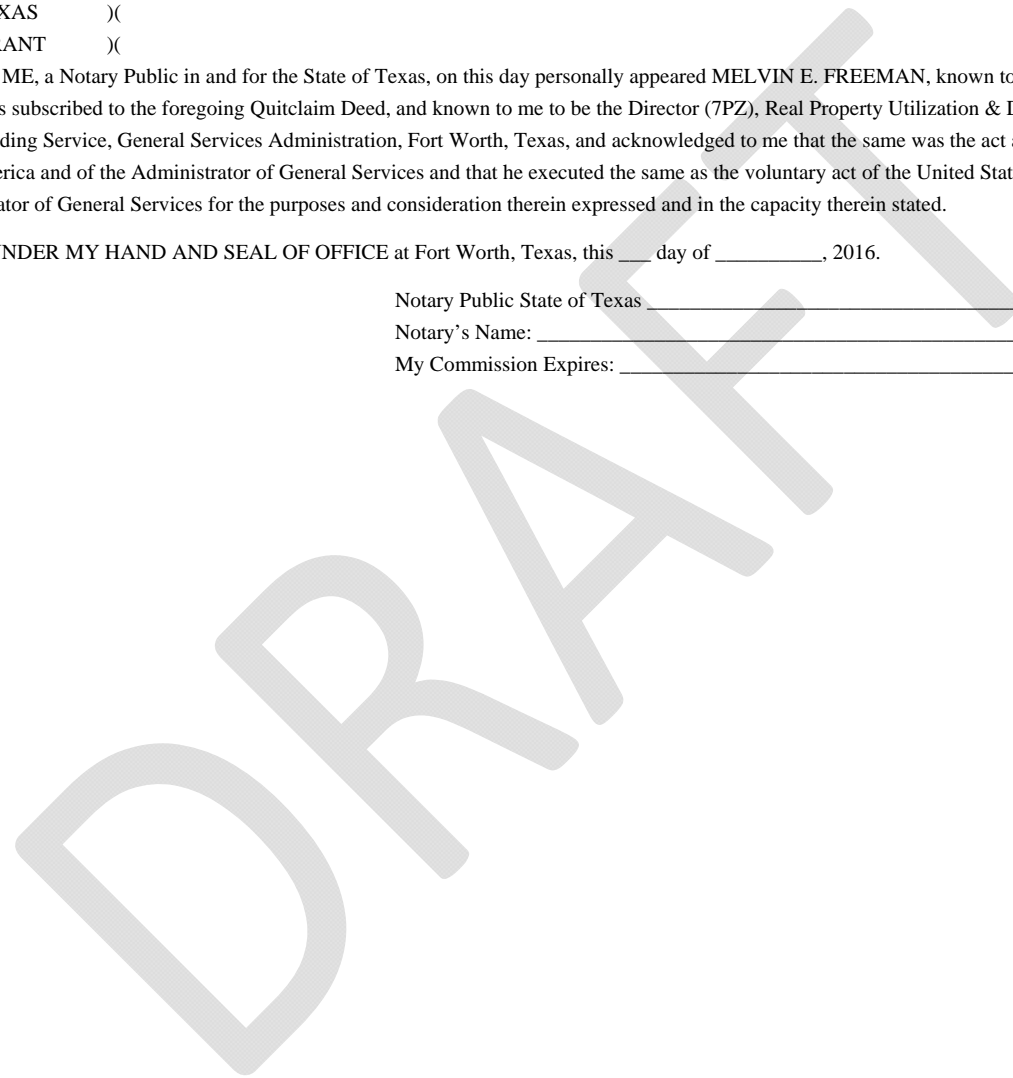 XAS )(
RANT )(
ME, a Notary Public in and for the State of Texas, on this day personally appeared MELVIN E. FREEMAN, known to
s subscribed to the foregoing Quitclaim Deed, and known to me to be the Director (7PZ), Real Property Utilization & D
ding Service, General Services Administration, Fort Worth, Texas, and acknowledged to me that the same was the act a
erica and of the Administrator of General Services and that he executed the same as the voluntary act of the United Stat
ator of General Services for the purposes and consideration therein expressed and in the capacity therein stated.
NDER MY HAND AND SEAL OF OFFICE at Fort Worth, Texas, this ___ day of __________, 2016.
Notary Public State of Texas ___________________________________
Notary’s Name: _____________________________________________
My Commission Expires: _____________________________________
DRAFT